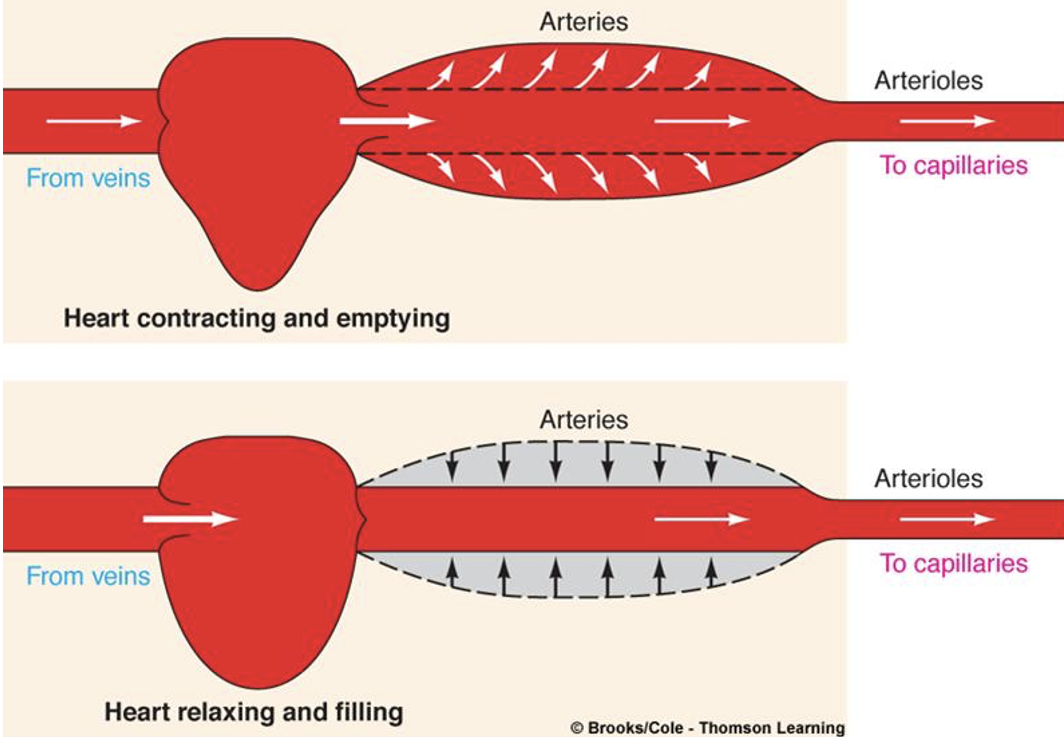 Arteries
Arterioles
From veins
To capillaries
Heart contracting and emptying
Arteries
Arterioles
From veins
To capillaries
Heart relaxing and filling
© Brooks/Cole - Thomson Learning